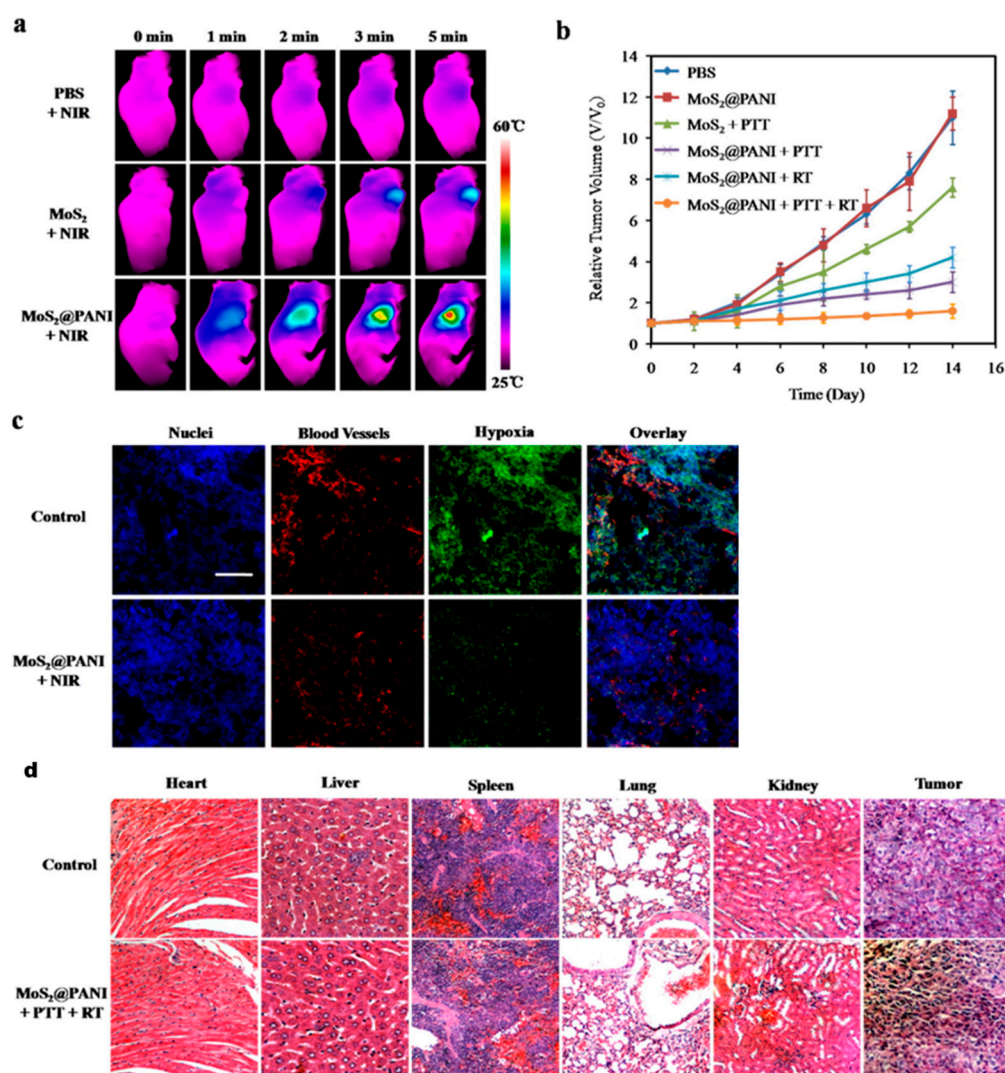 a
0 min 1 min 2 min 3 min 5 min
PBS
+ NIR
MoS₂
+ NIR
MoS₂@PANI
+ NIR
60℃
25℃
b
Relative Tumor Volume (V/V₀)
14
12
10
8
6
4
2
0
PBS
MoS₂@PANI
MoS₂ + PTT
MoS₂@PANI + PTT
MoS₂@PANI + RT
MoS₂@PANI + PTT + RT
0 2 4 6 8 10 12 14 16
Time (Day)
c
Nuclei Blood Vessels Hypoxia Overlay
Control
MoS₂@PANI
+ NIR
d
Heart Liver Spleen Lung Kidney Tumor
Control
MoS₂@PANI
+ PTT + RT